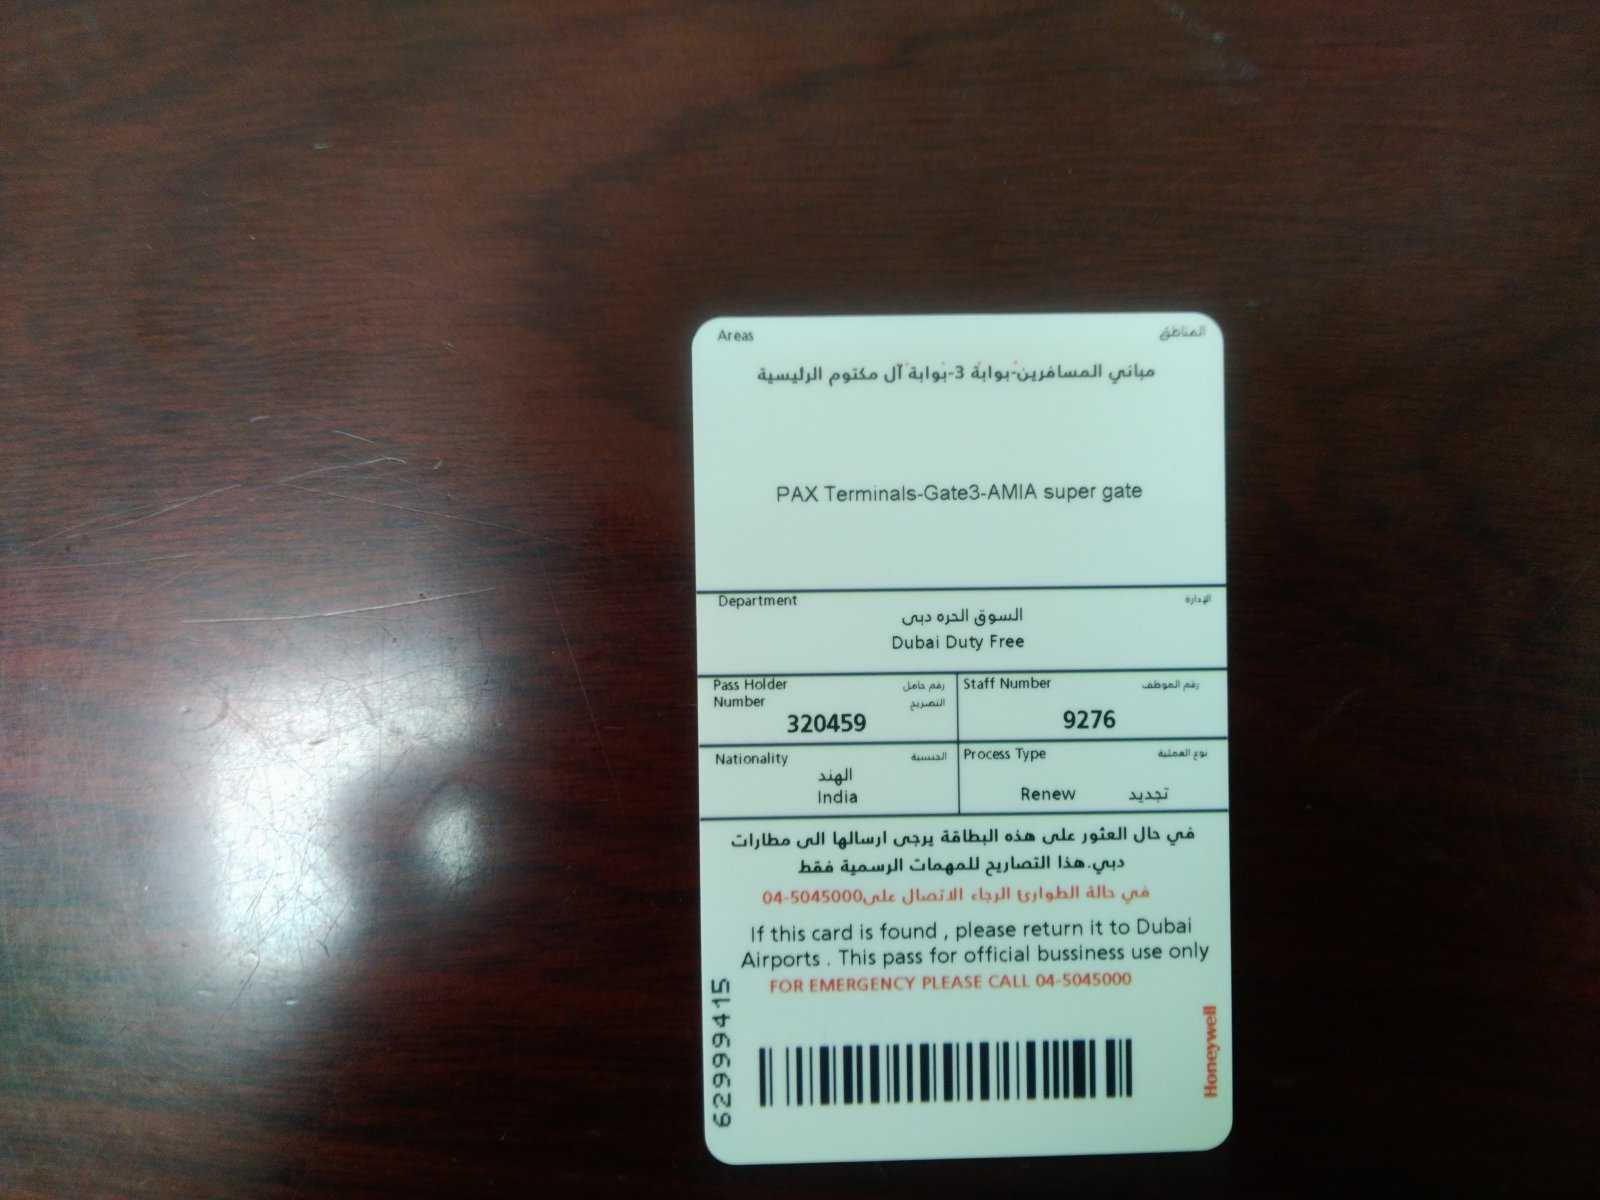 Areas المناطق
مباني المسافرين-بوابة 3-بوابة آل مكتوم الرئيسية
PAX Terminals-Gate3-AMIA super gate
Department الإدارة
السوق الحره دبى
Dubai Duty Free
Pass Holder رقم حامل
Number التصريح
320459
Staff Number رقم الموظف
9276
Nationality الجنسية
الهند
India
Process Type نوع العملية
Renew تجديد
في حال العثور على هذه البطاقة يرجى ارسالها الى مطارات
دبي.هذا التصاريح للمهمات الرسمية فقط
في حالة الطوارئ الرجاء الاتصال على04-5045000
If this card is found , please return it to Dubai
Airports . This pass for official bussiness use only
FOR EMERGENCY PLEASE CALL 04-5045000
62999415
Honeywell